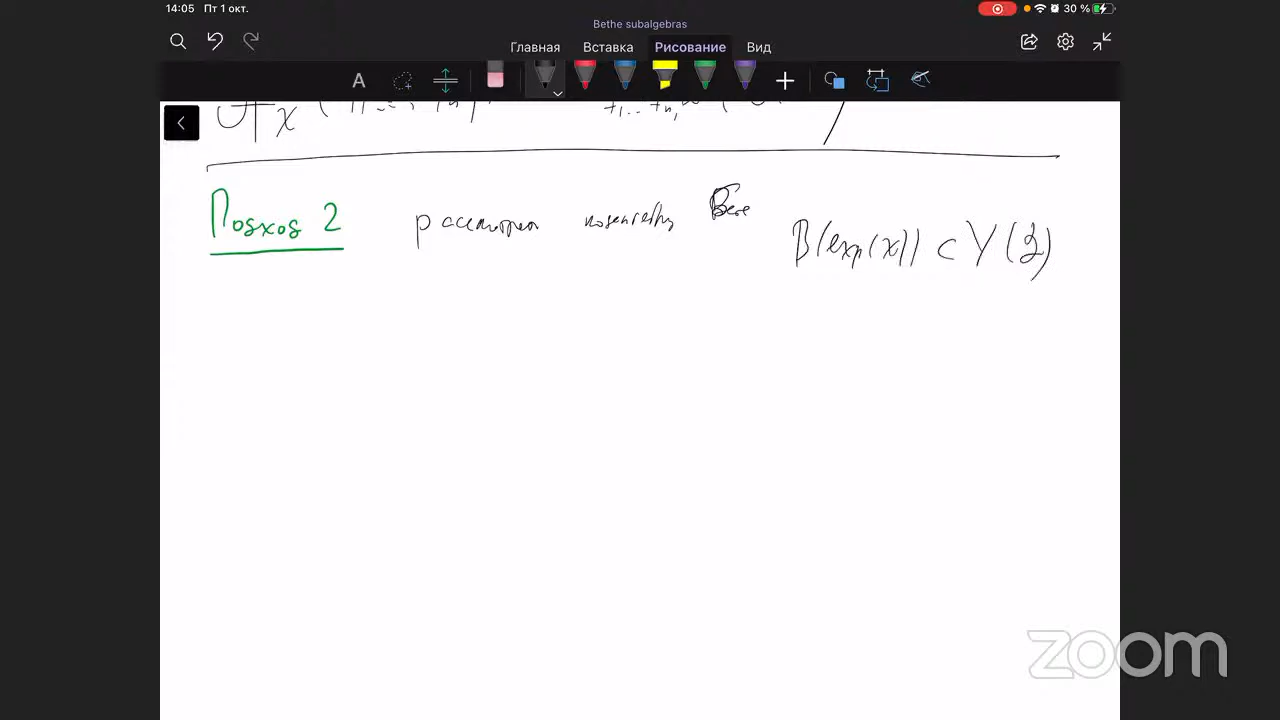 14:05 Пт 1 окт.
30 %
Bethe subalgebras
Главная Вставка Рисование Вид
A
Подход 2 рассмотрим подалгебру Бете
B(exp(x)) ⊂ Y(g)
zoom